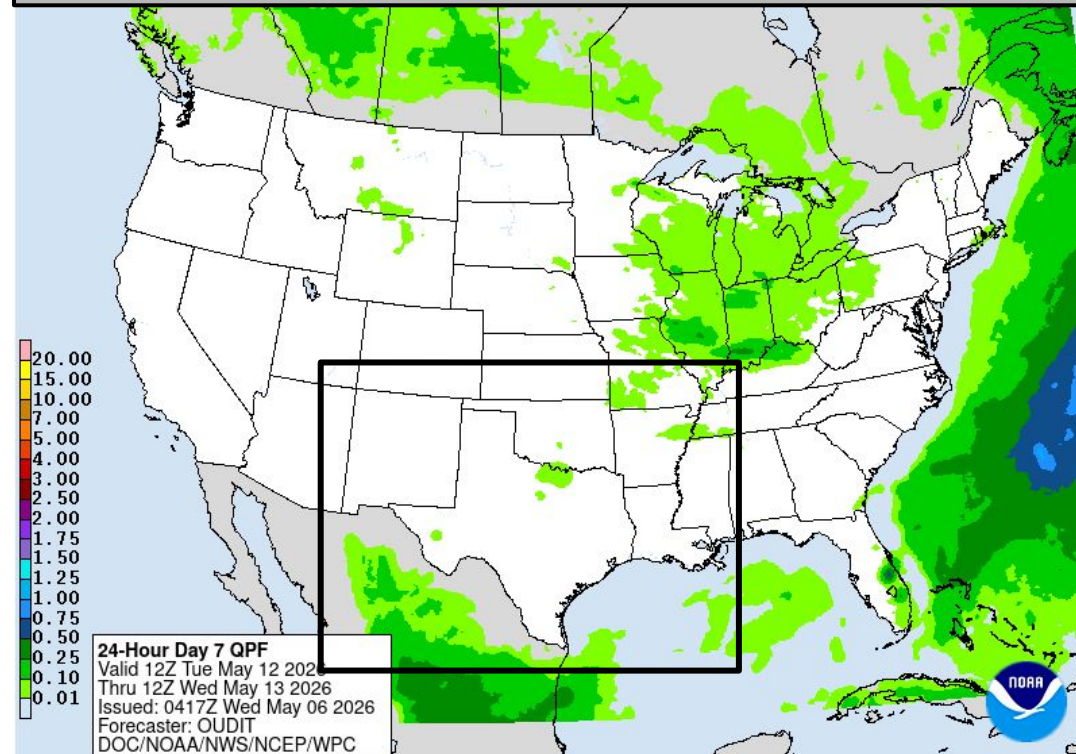 20.00
15.00
10.00
7.00
5.00
4.00
3.00
2.50
2.00
1.75
1.50
1.25
1.00
0.75
0.50
0.25
0.10
0.01
24-Hour Day 7 QPF
Valid 12Z Tue May 12 2026
Thru 12Z Wed May 13 2026
Issued: 0417Z Wed May 06 2026
Forecaster: OUDIT
DOC/NOAA/NWS/NCEP/WPC
NOAA